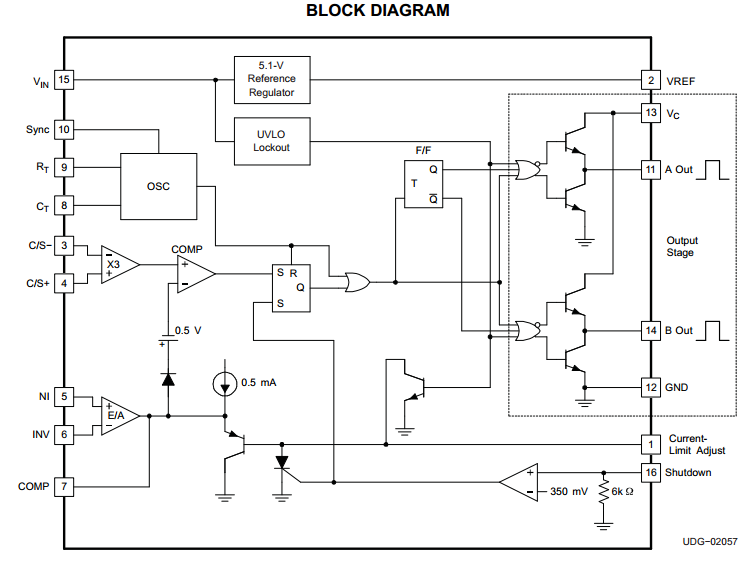 BLOCK DIAGRAM
VIN 15
5.1-V
Reference
Regulator
2 VREF
13 VC
Sync 10
UVLO
Lockout
F/F
RT 9
OSC
T
Q
Q
11 A Out
CT 8
C/S− 3
− X3 +
COMP
+
−
Output
Stage
C/S+ 4
S R
Q
S
0.5 V
+
14 B Out
0.5 mA
12 GND
NI 5
+
E/A
−
INV 6
1 Current-
Limit Adjust
16 Shutdown
COMP 7
+
−
350 mV
6k Ω
UDG−02057